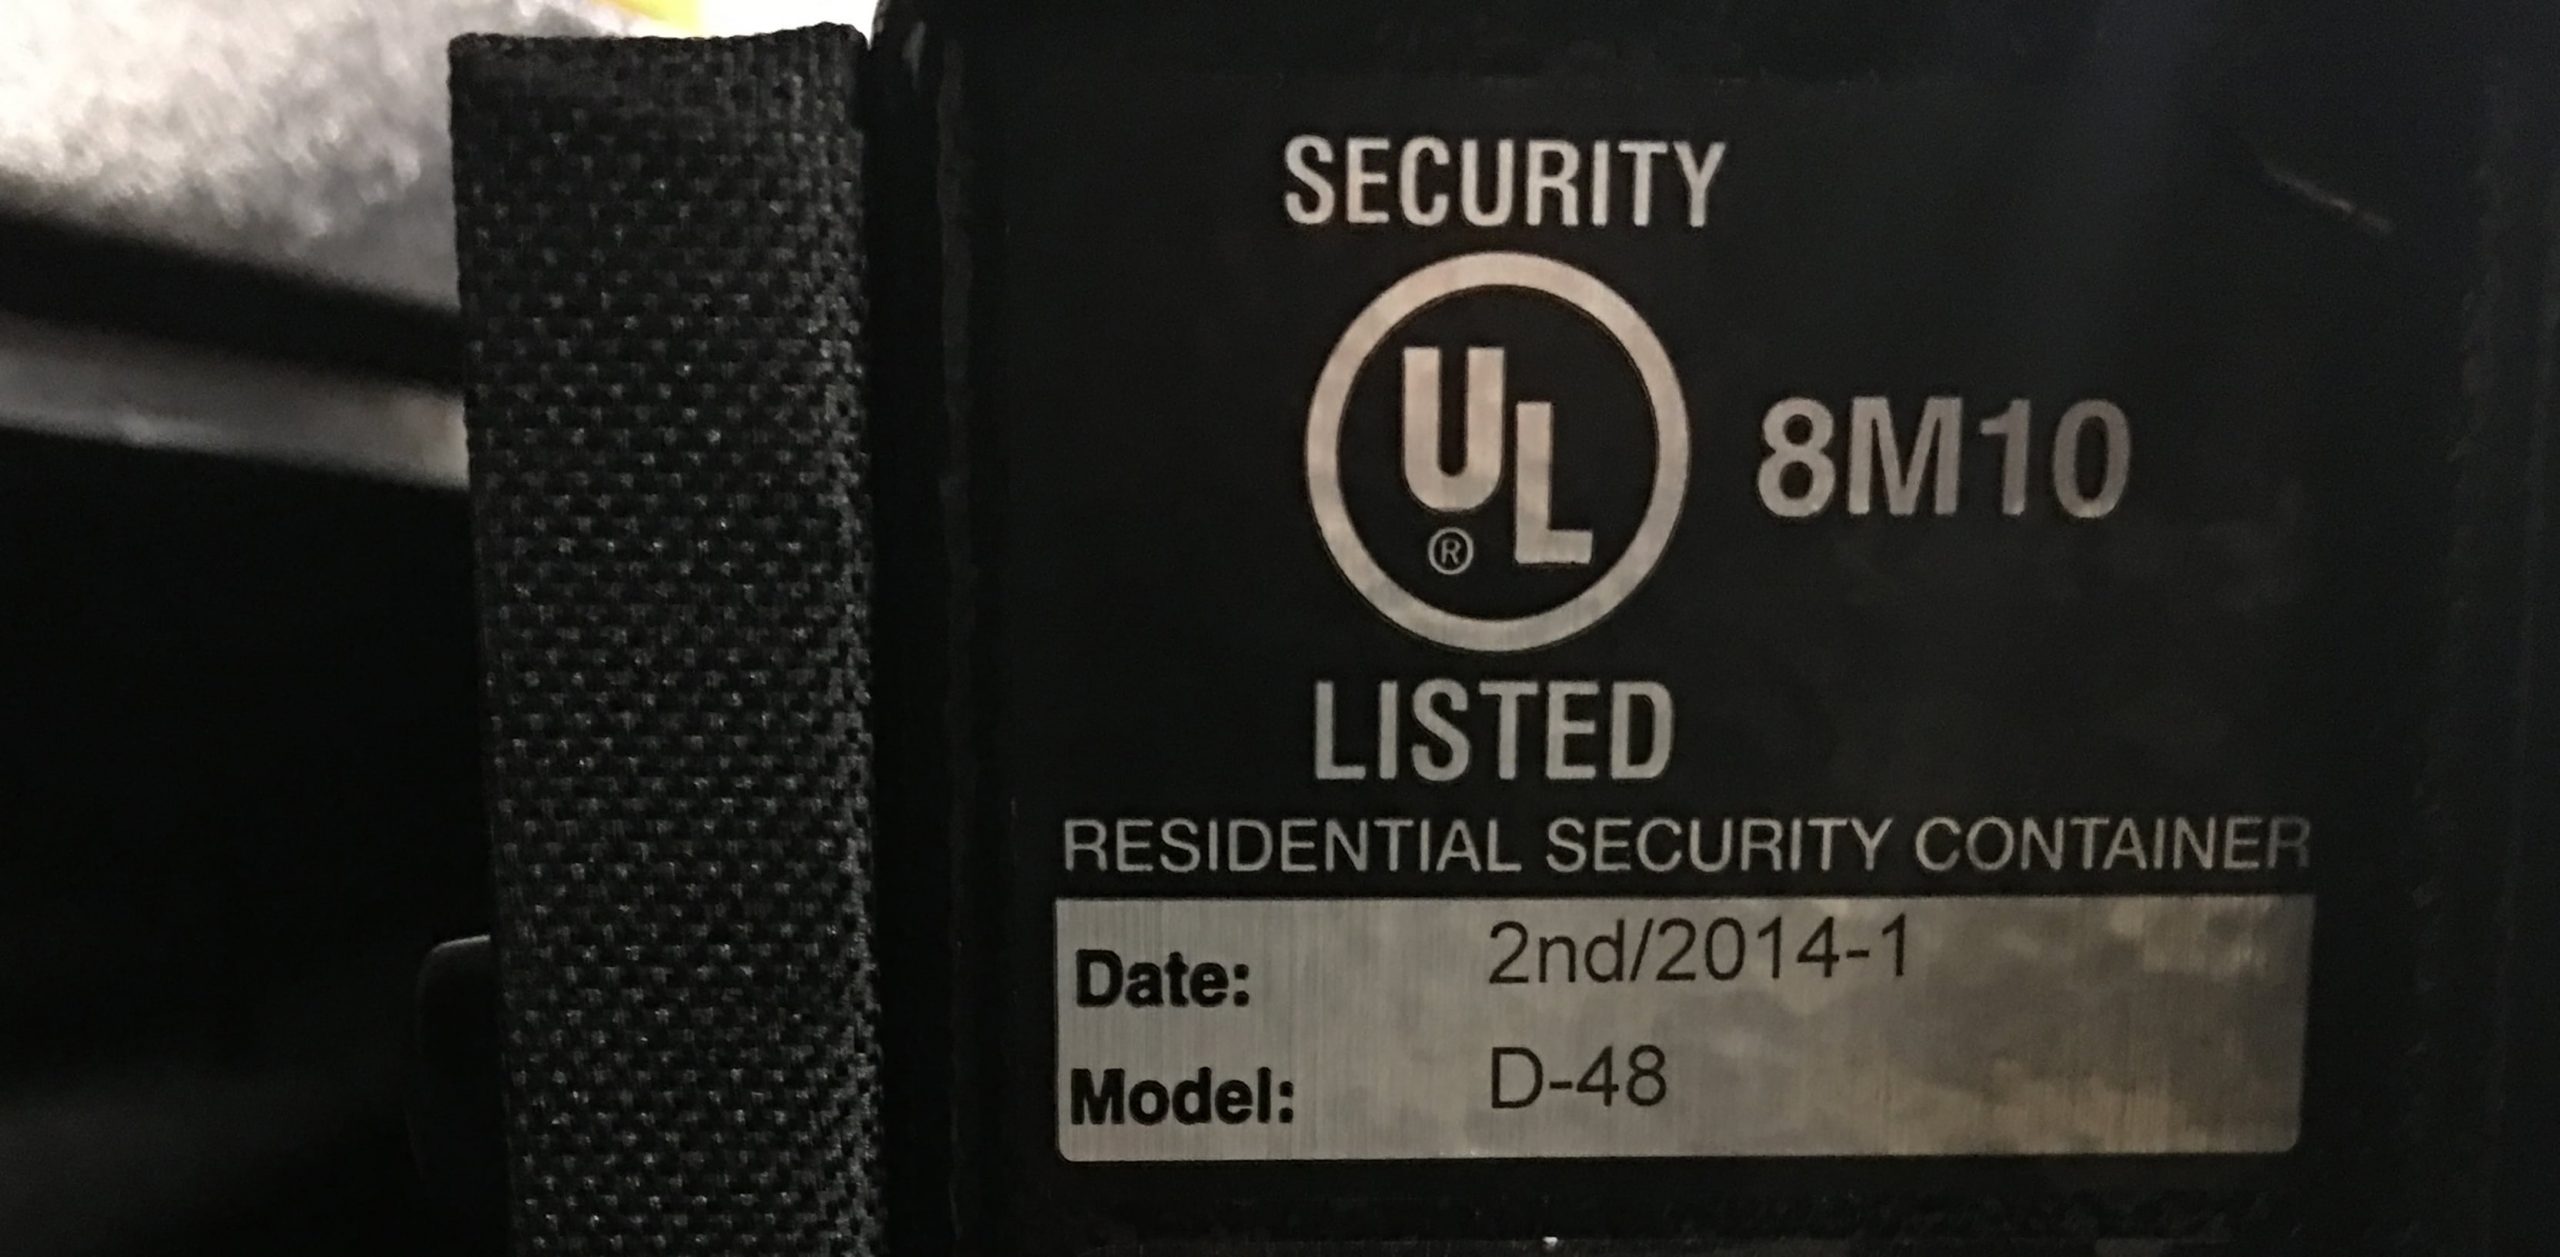 SECURITY
UL
®
8M10
LISTED
RESIDENTIAL SECURITY CONTAINER
Date: 2nd/2014-1
Model: D-48